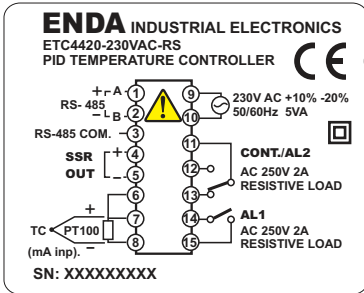 ENDA INDUSTRIAL ELECTRONICS
ETC4420-230VAC-RS
PID TEMPERATURE CONTROLLER
CE
RS-485
+ A
- B
1
2
RS-485 COM.
3
SSR
OUT
+
-
4
5
6
TC
+
PT100
-
(mA inp.)
7
8
9
10
230V AC +10% -20%
50/60Hz 5VA
11
CONT./AL2
12
AC 250V 2A
RESISTIVE LOAD
13
14
AL1
AC 250V 2A
15
RESISTIVE LOAD
SN: XXXXXXXXX